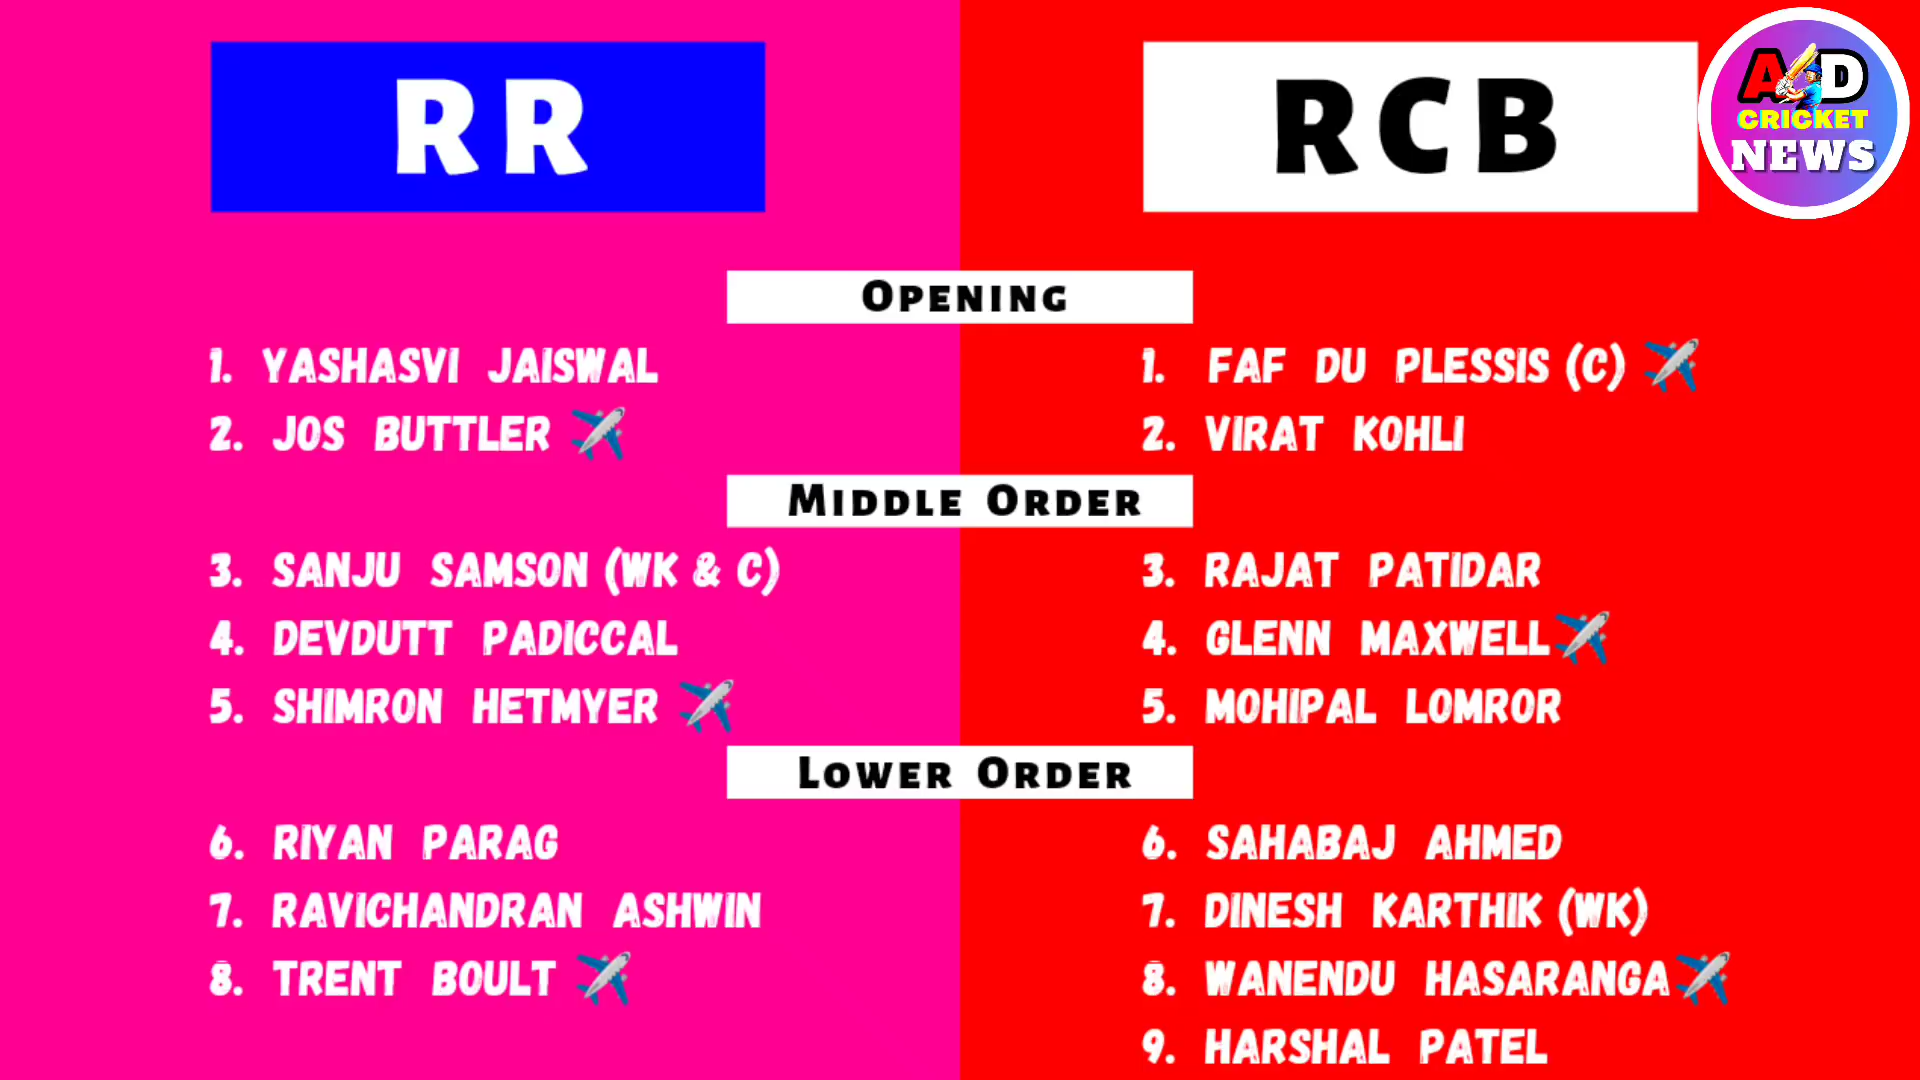 RR
RCB
A D
CRICKET
NEWS
OPENING
1. YASHASVI JAISWAL
2. JOS BUTTLER
1. FAF DU PLESSIS (C)
2. VIRAT KOHLI
MIDDLE ORDER
3. SANJU SAMSON (WK & C)
4. DEVDUTT PADICCAL
5. SHIMRON HETMYER
3. RAJAT PATIDAR
4. GLENN MAXWELL
5. MOHIPAL LOMROR
LOWER ORDER
6. RIYAN PARAG
7. RAVICHANDRAN ASHWIN
8. TRENT BOULT
6. SAHABAJ AHMED
7. DINESH KARTHIK (WK)
8. WANENDU HASARANGA
9. HARSHAL PATEL